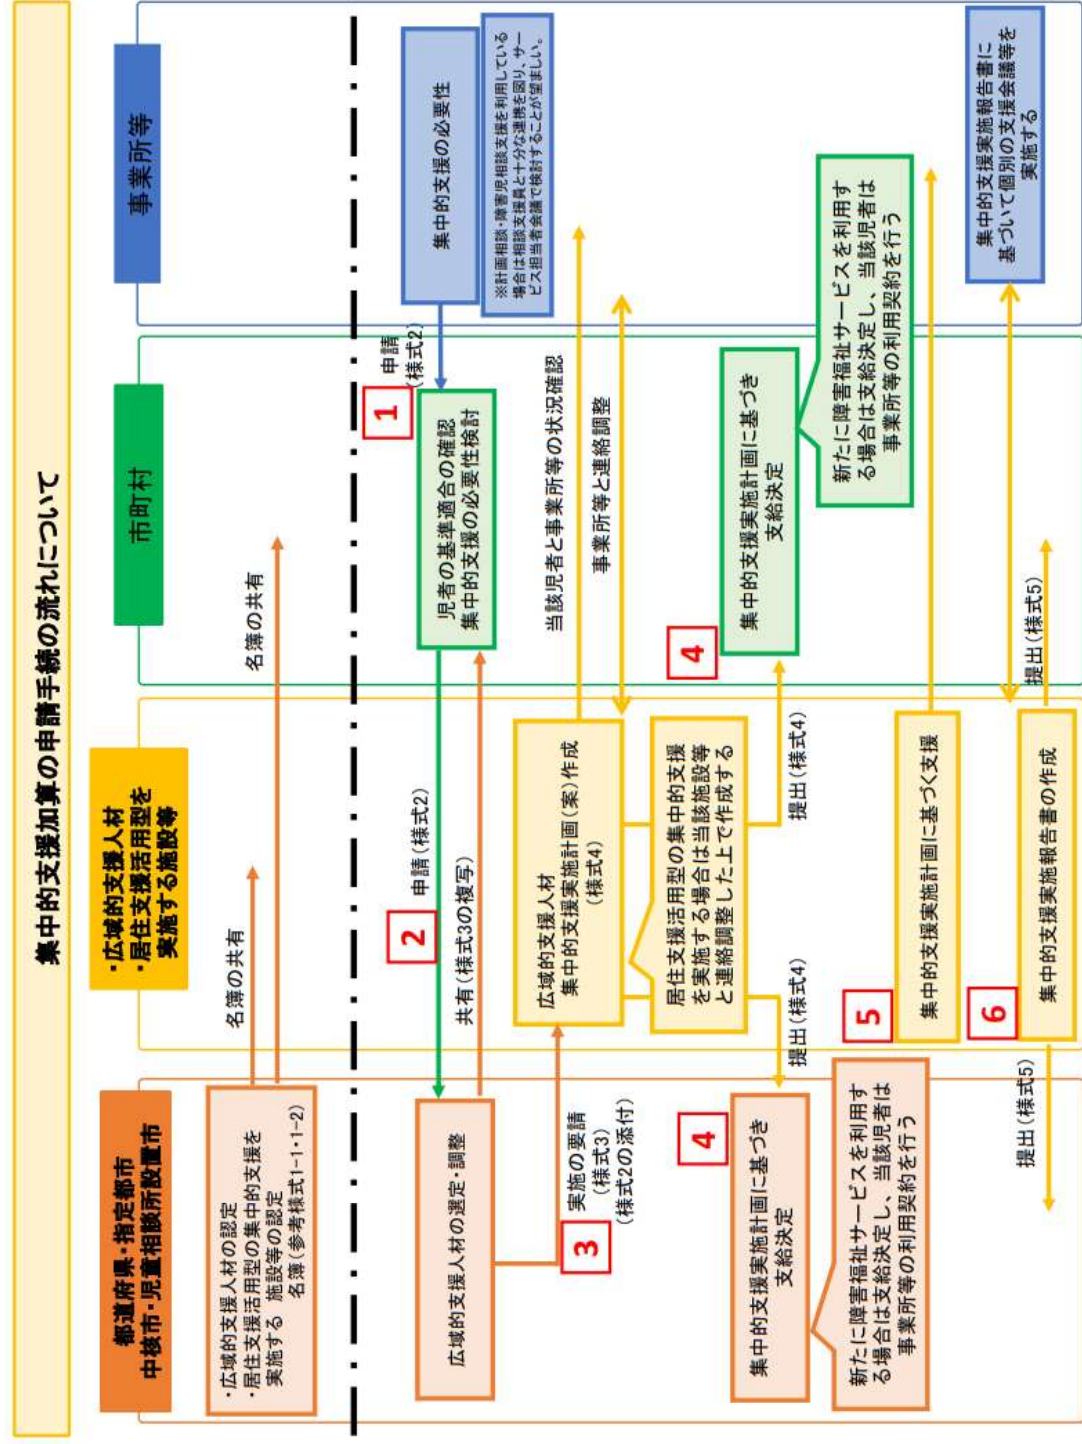 集中的支援加算の申請手続の流れについて
都道府県・指定都市
中核市・児童相談所設置市
・広域的支援人材
・居住支援活用型を
実施する施設等
市町村
事業所等
・広域的支援人材の認定
・居住支援活用型の集中的支援を
実施する 施設等の認定
名簿(参考様式1-1・1-2)
名簿の共有
名簿の共有
集中的支援の必要性
※計画相談・障害児相談支援を利用している
場合は相談支援員と十分な連携を図り、サー
ビス担当者会議で検討することが望ましい。
1
申請
(様式2)
児者の基準適合の確認
集中的支援の必要性検討
2
申請(様式2)
共有(様式3の複写)
広域的支援人材の選定・調整
3
実施の要請
(様式3)
(様式2の添付)
広域的支援人材
集中的支援実施計画(案)作成
(様式4)
当該児者と事業所等の状況確認
事業所等と連絡調整
居住支援活用型の集中的支援
を実施する場合は当該施設等
と連絡調整した上で作成する
提出(様式4)
提出(様式4)
4
集中的支援実施計画に基づき
支給決定
新たに障害福祉サービスを利用す
る場合は支給決定し、当該児者は
事業所等の利用契約を行う
4
集中的支援実施計画に基づき
支給決定
新たに障害福祉サービスを利用す
る場合は支給決定し、当該児者は
事業所等の利用契約を行う
5
集中的支援実施計画に基づく支援
6
集中的支援実施報告書の作成
提出(様式5)
提出(様式5)
集中的支援実施報告書に
基づいて個別の支援会議等を
実施する